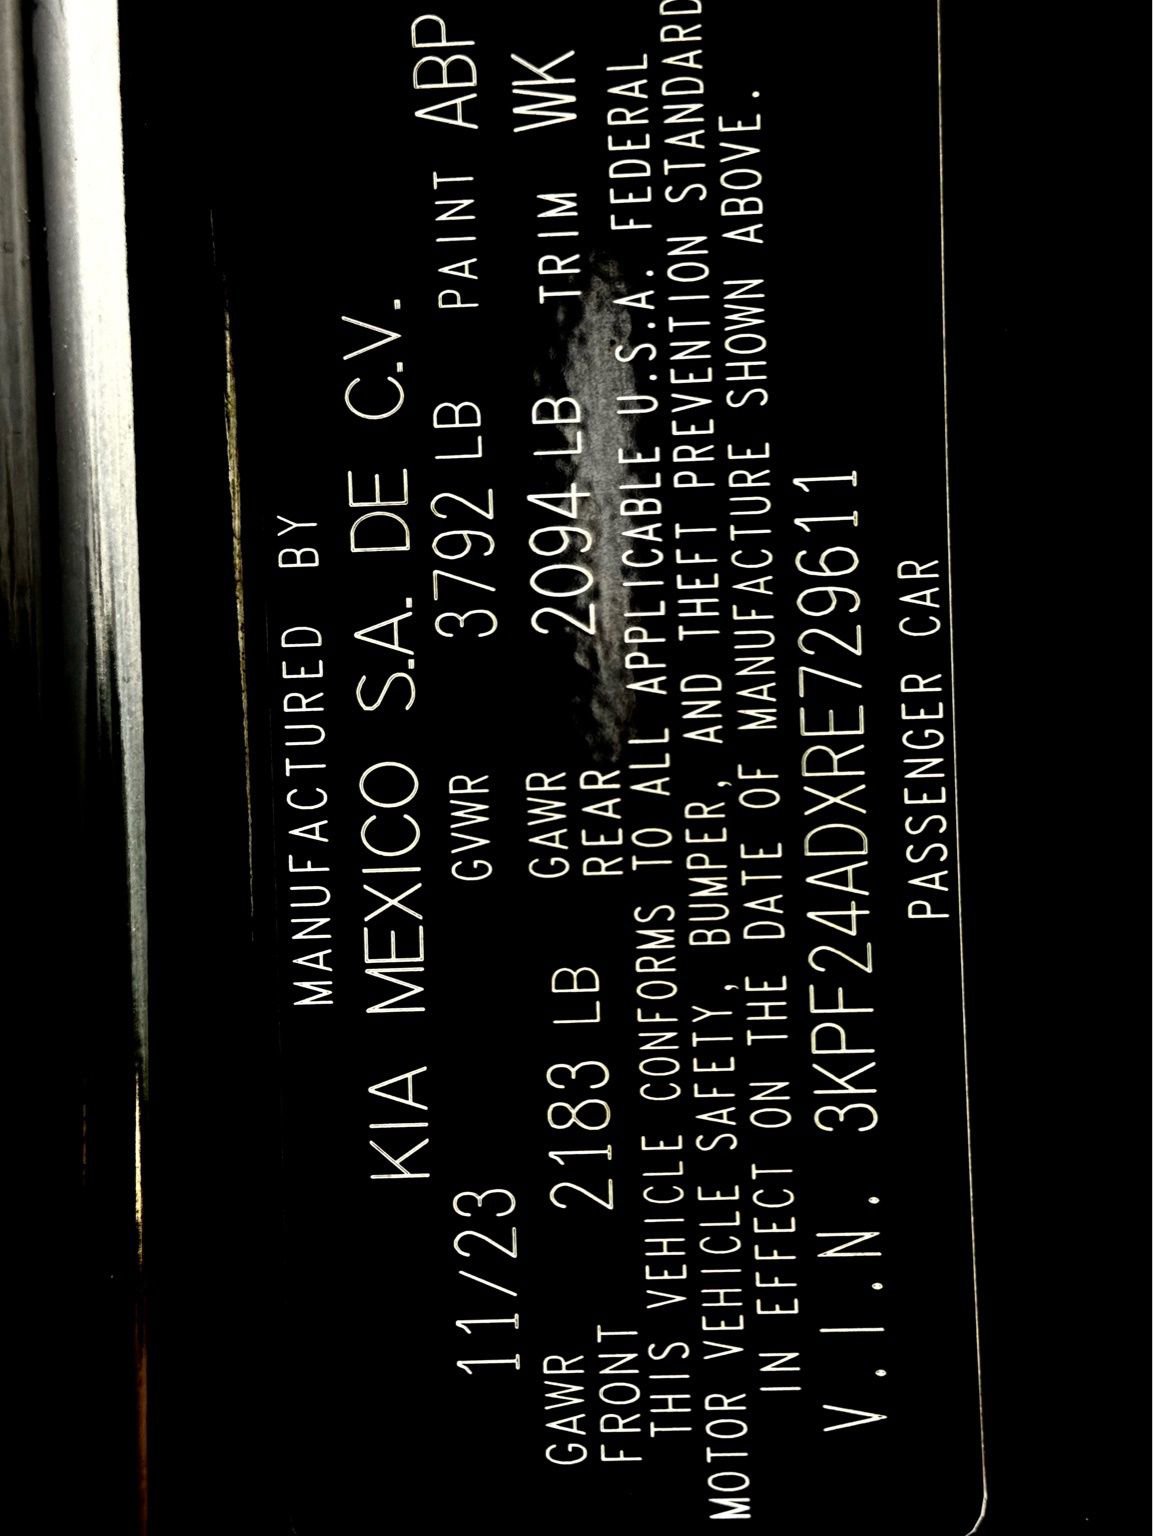 MANUFACTURED BY
KIA MEXICO S.A. DE C.V.
11/23 GVWR 3792 LB PAINT ABP
GAWR FRONT 2183 LB GAWR REAR 2094 LB TRIM WK
THIS VEHICLE CONFORMS TO ALL APPLICABLE U.S.A. FEDERAL
MOTOR VEHICLE SAFETY, BUMPER, AND THEFT PREVENTION STANDARD
IN EFFECT ON THE DATE OF MANUFACTURE SHOWN ABOVE.
V.I.N. 3KPF24ADXRE729611
PASSENGER CAR